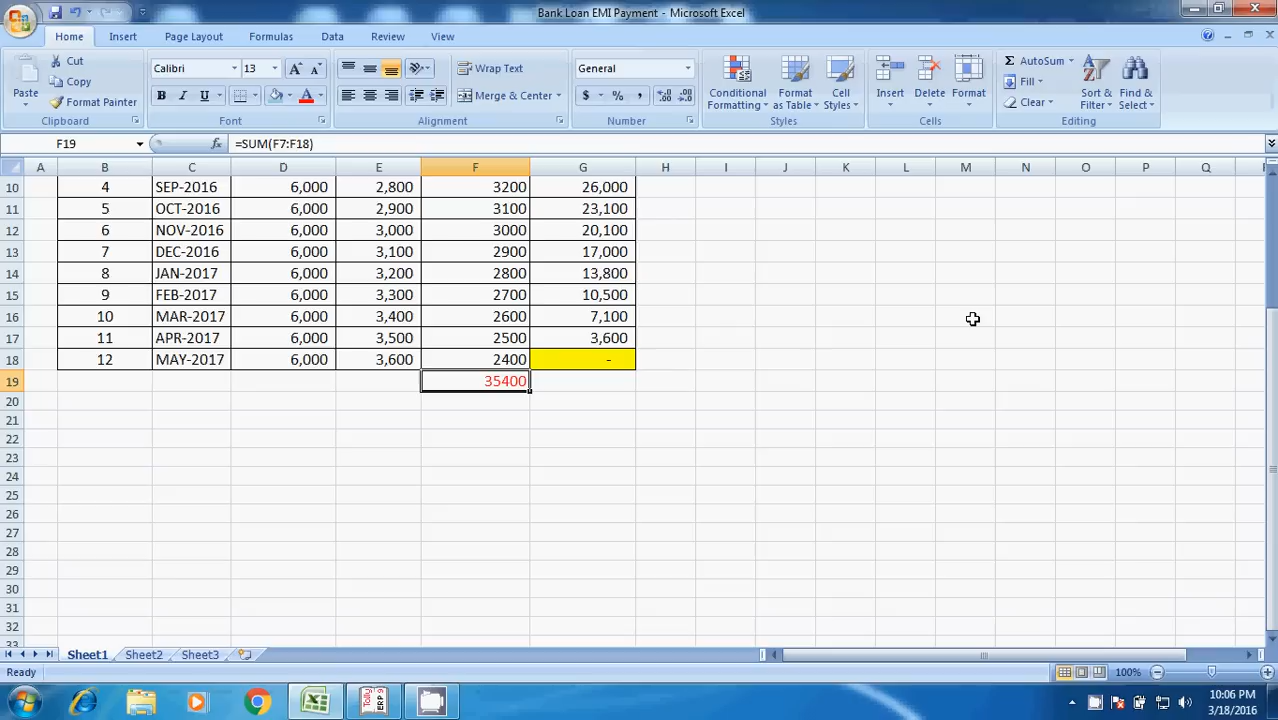 Bank Loan EMI Payment - Microsoft Excel
Home Insert Page Layout Formulas Data Review View
Paste
Cut
Copy
Format Painter
Clipboard
Calibri 13
B I U
Font
Wrap Text
Merge & Center
Alignment
General
$ % ,
Number
Conditional Formatting
Format as Table
Cell Styles
Styles
Insert Delete Format
Cells
Σ AutoSum
Fill
Clear
Sort & Filter
Find & Select
Editing
F19 fx =SUM(F7:F18)
A B C D E F G H I J K L M N O P Q
10 4 SEP-2016 6,000 2,800 3200 26,000
11 5 OCT-2016 6,000 2,900 3100 23,100
12 6 NOV-2016 6,000 3,000 3000 20,100
13 7 DEC-2016 6,000 3,100 2900 17,000
14 8 JAN-2017 6,000 3,200 2800 13,800
15 9 FEB-2017 6,000 3,300 2700 10,500
16 10 MAR-2017 6,000 3,400 2600 7,100
17 11 APR-2017 6,000 3,500 2500 3,600
18 12 MAY-2017 6,000 3,600 2400 -
19 35400
20
21
22
23
24
25
26
27
28
29
30
31
32
33
Sheet1 Sheet2 Sheet3
Ready 100%
Tally ERP 9
10:06 PM
3/18/2016